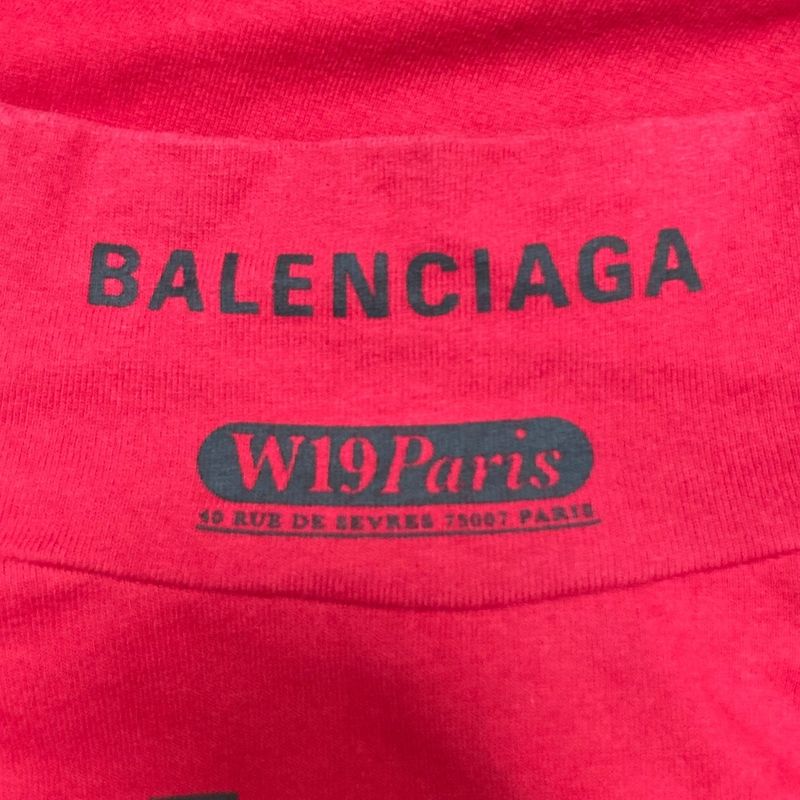 BALENCIAGA
W19Paris
40 RUE DE SEVRES 75007 PARIS